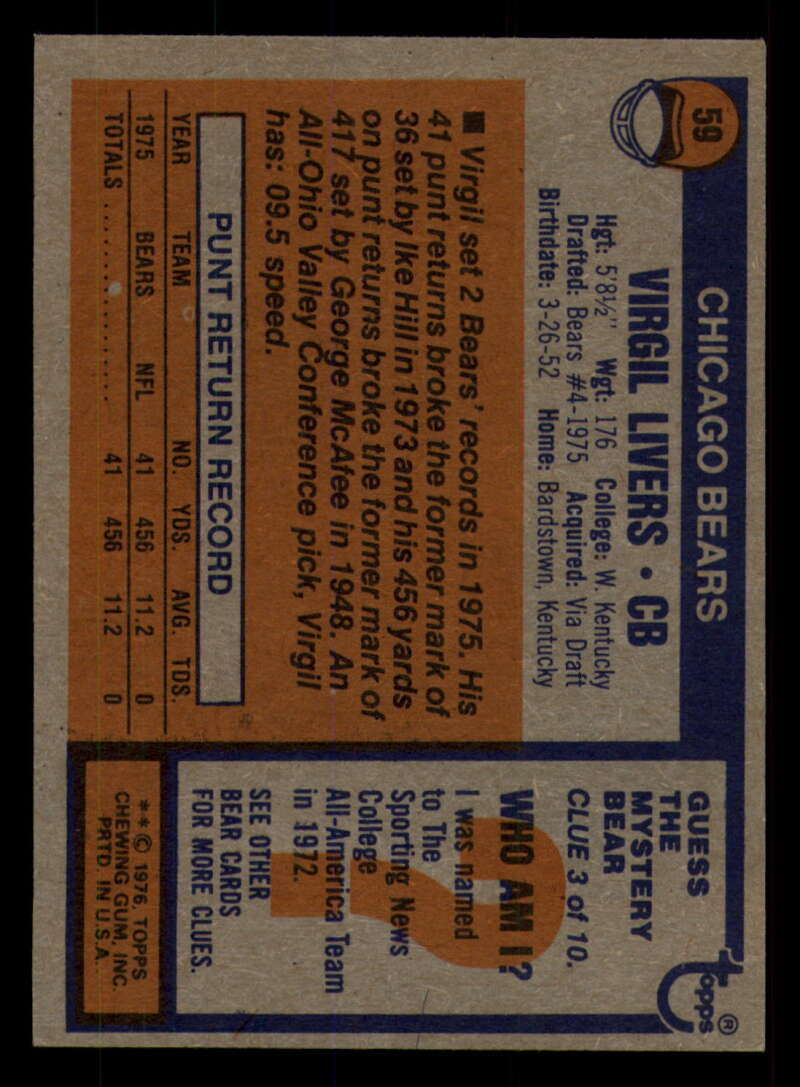 59
CHICAGO BEARS
VIRGIL LIVERS • CB
Hgt: 5'8½" Wgt: 176 College: W. Kentucky
Drafted: Bears #4-1975 Acquired: Via Draft
Birthdate: 3-26-52 Home: Bardstown, Kentucky
■ Virgil set 2 Bears' records in 1975. His
41 punt returns broke the former mark of
36 set by Ike Hill in 1973 and his 456 yards
on punt returns broke the former mark of
417 set by George McAfee in 1948. An
All-Ohio Valley Conference pick, Virgil
has: 09.5 speed.
PUNT RETURN RECORD
YEAR TEAM NO. YDS. AVG. TDS.
1975 BEARS NFL 41 456 11.2 0
TOTALS .......... 41 456 11.2 0
topps®
GUESS
THE
MYSTERY
BEAR
CLUE 3 of 10.
WHO AM I?
I was named
to The
Sporting News
College
All-America Team
in 1972.
SEE OTHER
BEAR CARDS
FOR MORE CLUES.
**© 1976, TOPPS
CHEWING GUM, INC.
PRTD. IN U.S.A.